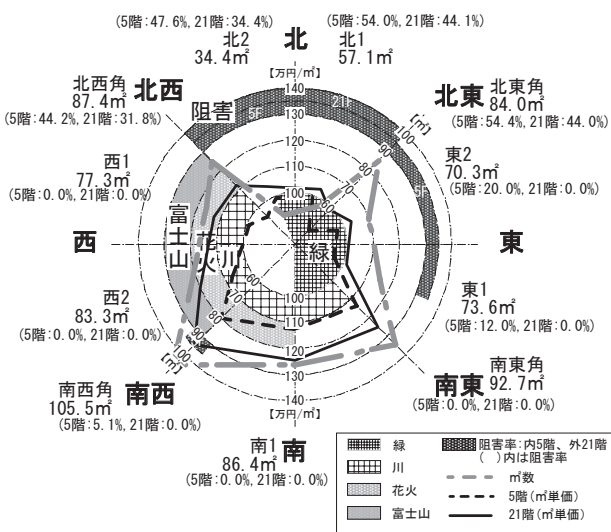 (5階:47.6%, 21階:34.4%)
(5階:54.0%, 21階:44.1%)
北2
34.4㎡
北
北1
57.1㎡
【万円/㎡】
北西角
87.4㎡
北西
(5階:44.2%, 21階:31.8%)
北東
北東角
84.0㎡
(5階:54.4%, 21階:44.0%)
阻害
5F
21F
140
130
120
110
100
100
[㎡]
90
80
70
60
東2
70.3㎡
(5階:20.0%, 21階:0.0%)
5F
西1
77.3㎡
(5階:0.0%, 21階:0.0%)
西
富士山
花火
川
緑
東
西2
83.3㎡
(5階:0.0%, 21階:0.0%)
東1
73.6㎡
(5階:12.0%, 21階:0.0%)
60
70
80
90
100
[㎡]
100
110
120
130
140
【万円/㎡】
南西角
105.5㎡
南西
(5階:5.1%, 21階:0.0%)
南東
南東角
92.7㎡
(5階:0.0%, 21階:0.0%)
南1
86.4㎡
南
(5階:0.0%, 21階:0.0%)
緑
川
花火
富士山
阻害率:内5階、外21階
( )内は阻害率
㎡数
5階(㎡単価)
21階(㎡単価)